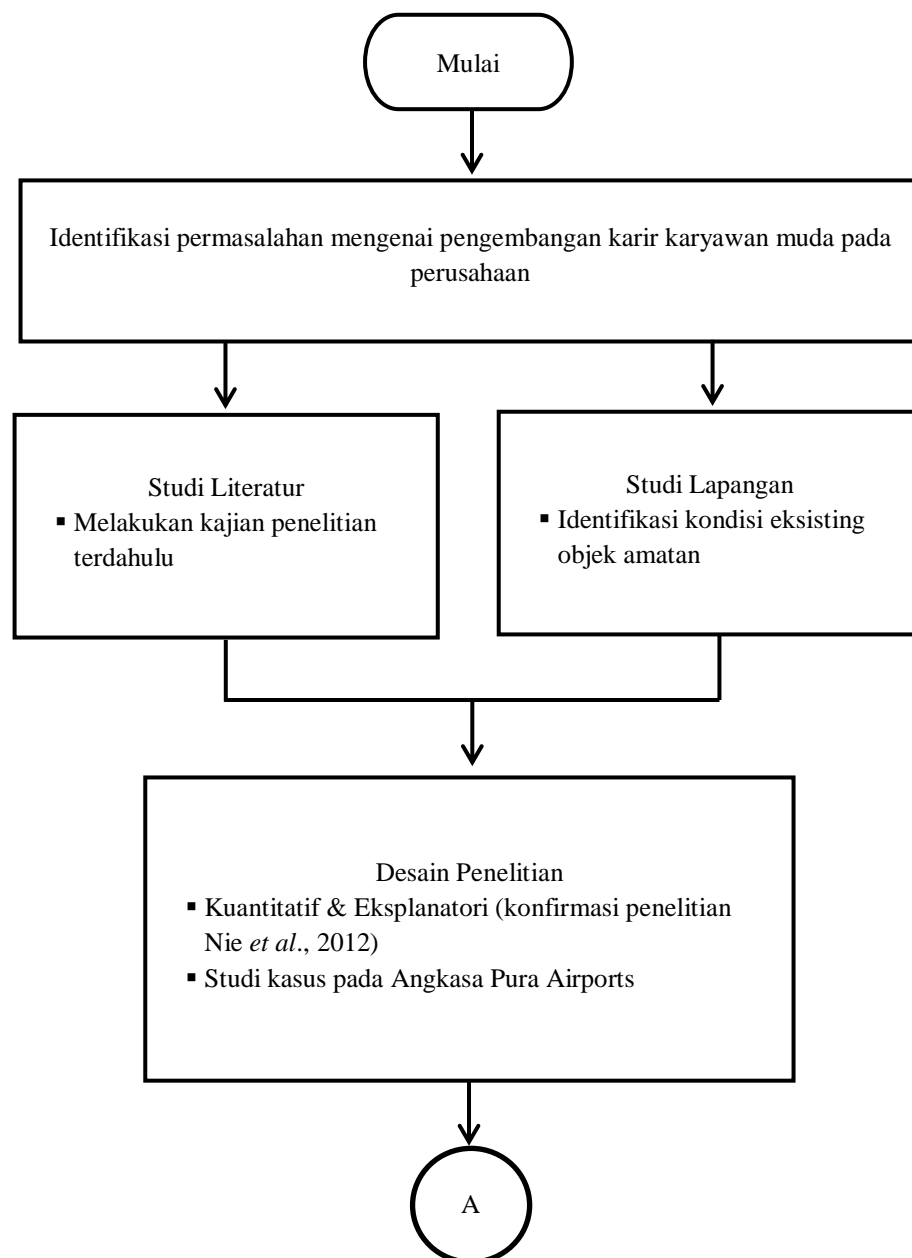 Mulai
Identifikasi permasalahan mengenai pengembangan karir karyawan muda pada
perusahaan
Studi Literatur
▪ Melakukan kajian penelitian
terdahulu
Studi Lapangan
▪ Identifikasi kondisi eksisting
objek amatan
Desain Penelitian
▪ Kuantitatif & Eksplanatori (konfirmasi penelitian
Nie et al., 2012)
▪ Studi kasus pada Angkasa Pura Airports
A